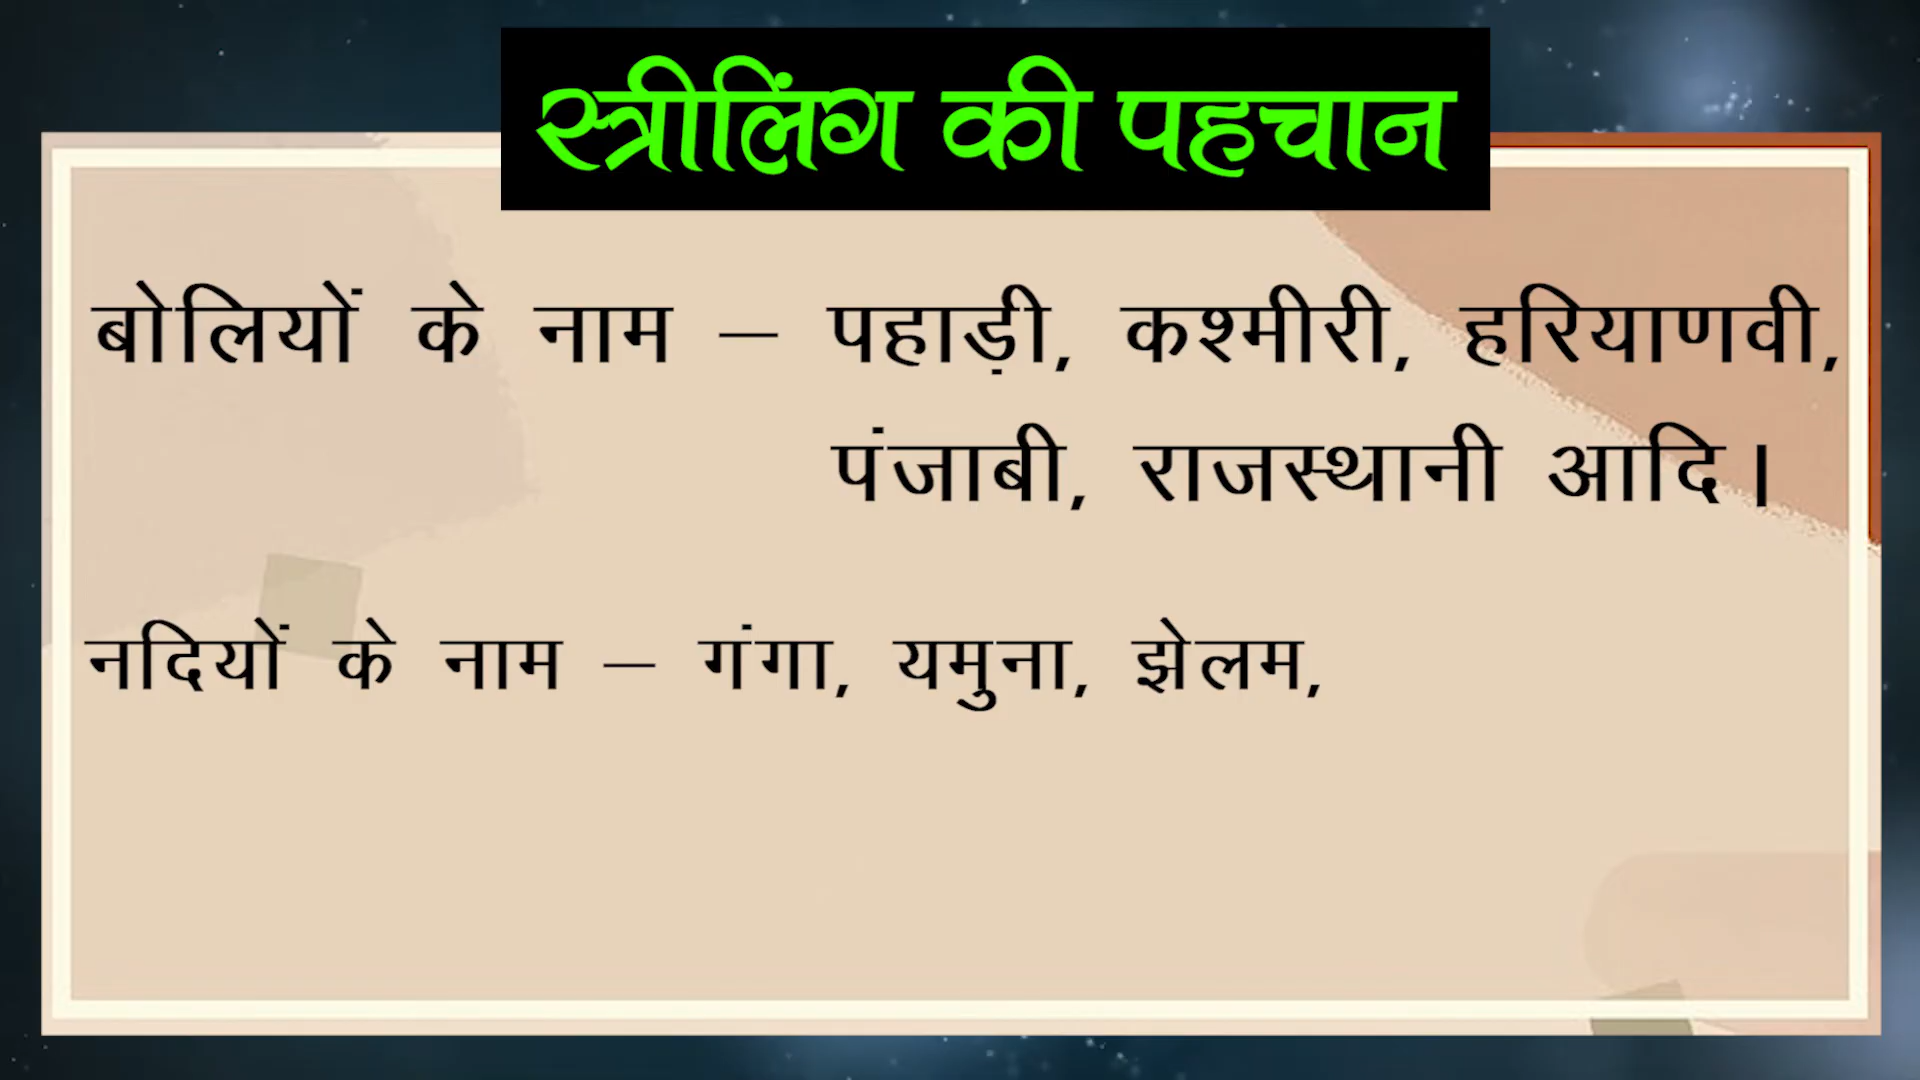 स्त्रीलिंग की पहचान
बोलियों के नाम – पहाड़ी, कश्मीरी, हरियाणवी,
पंजाबी, राजस्थानी आदि।
नदियों के नाम – गंगा, यमुना, झेलम,